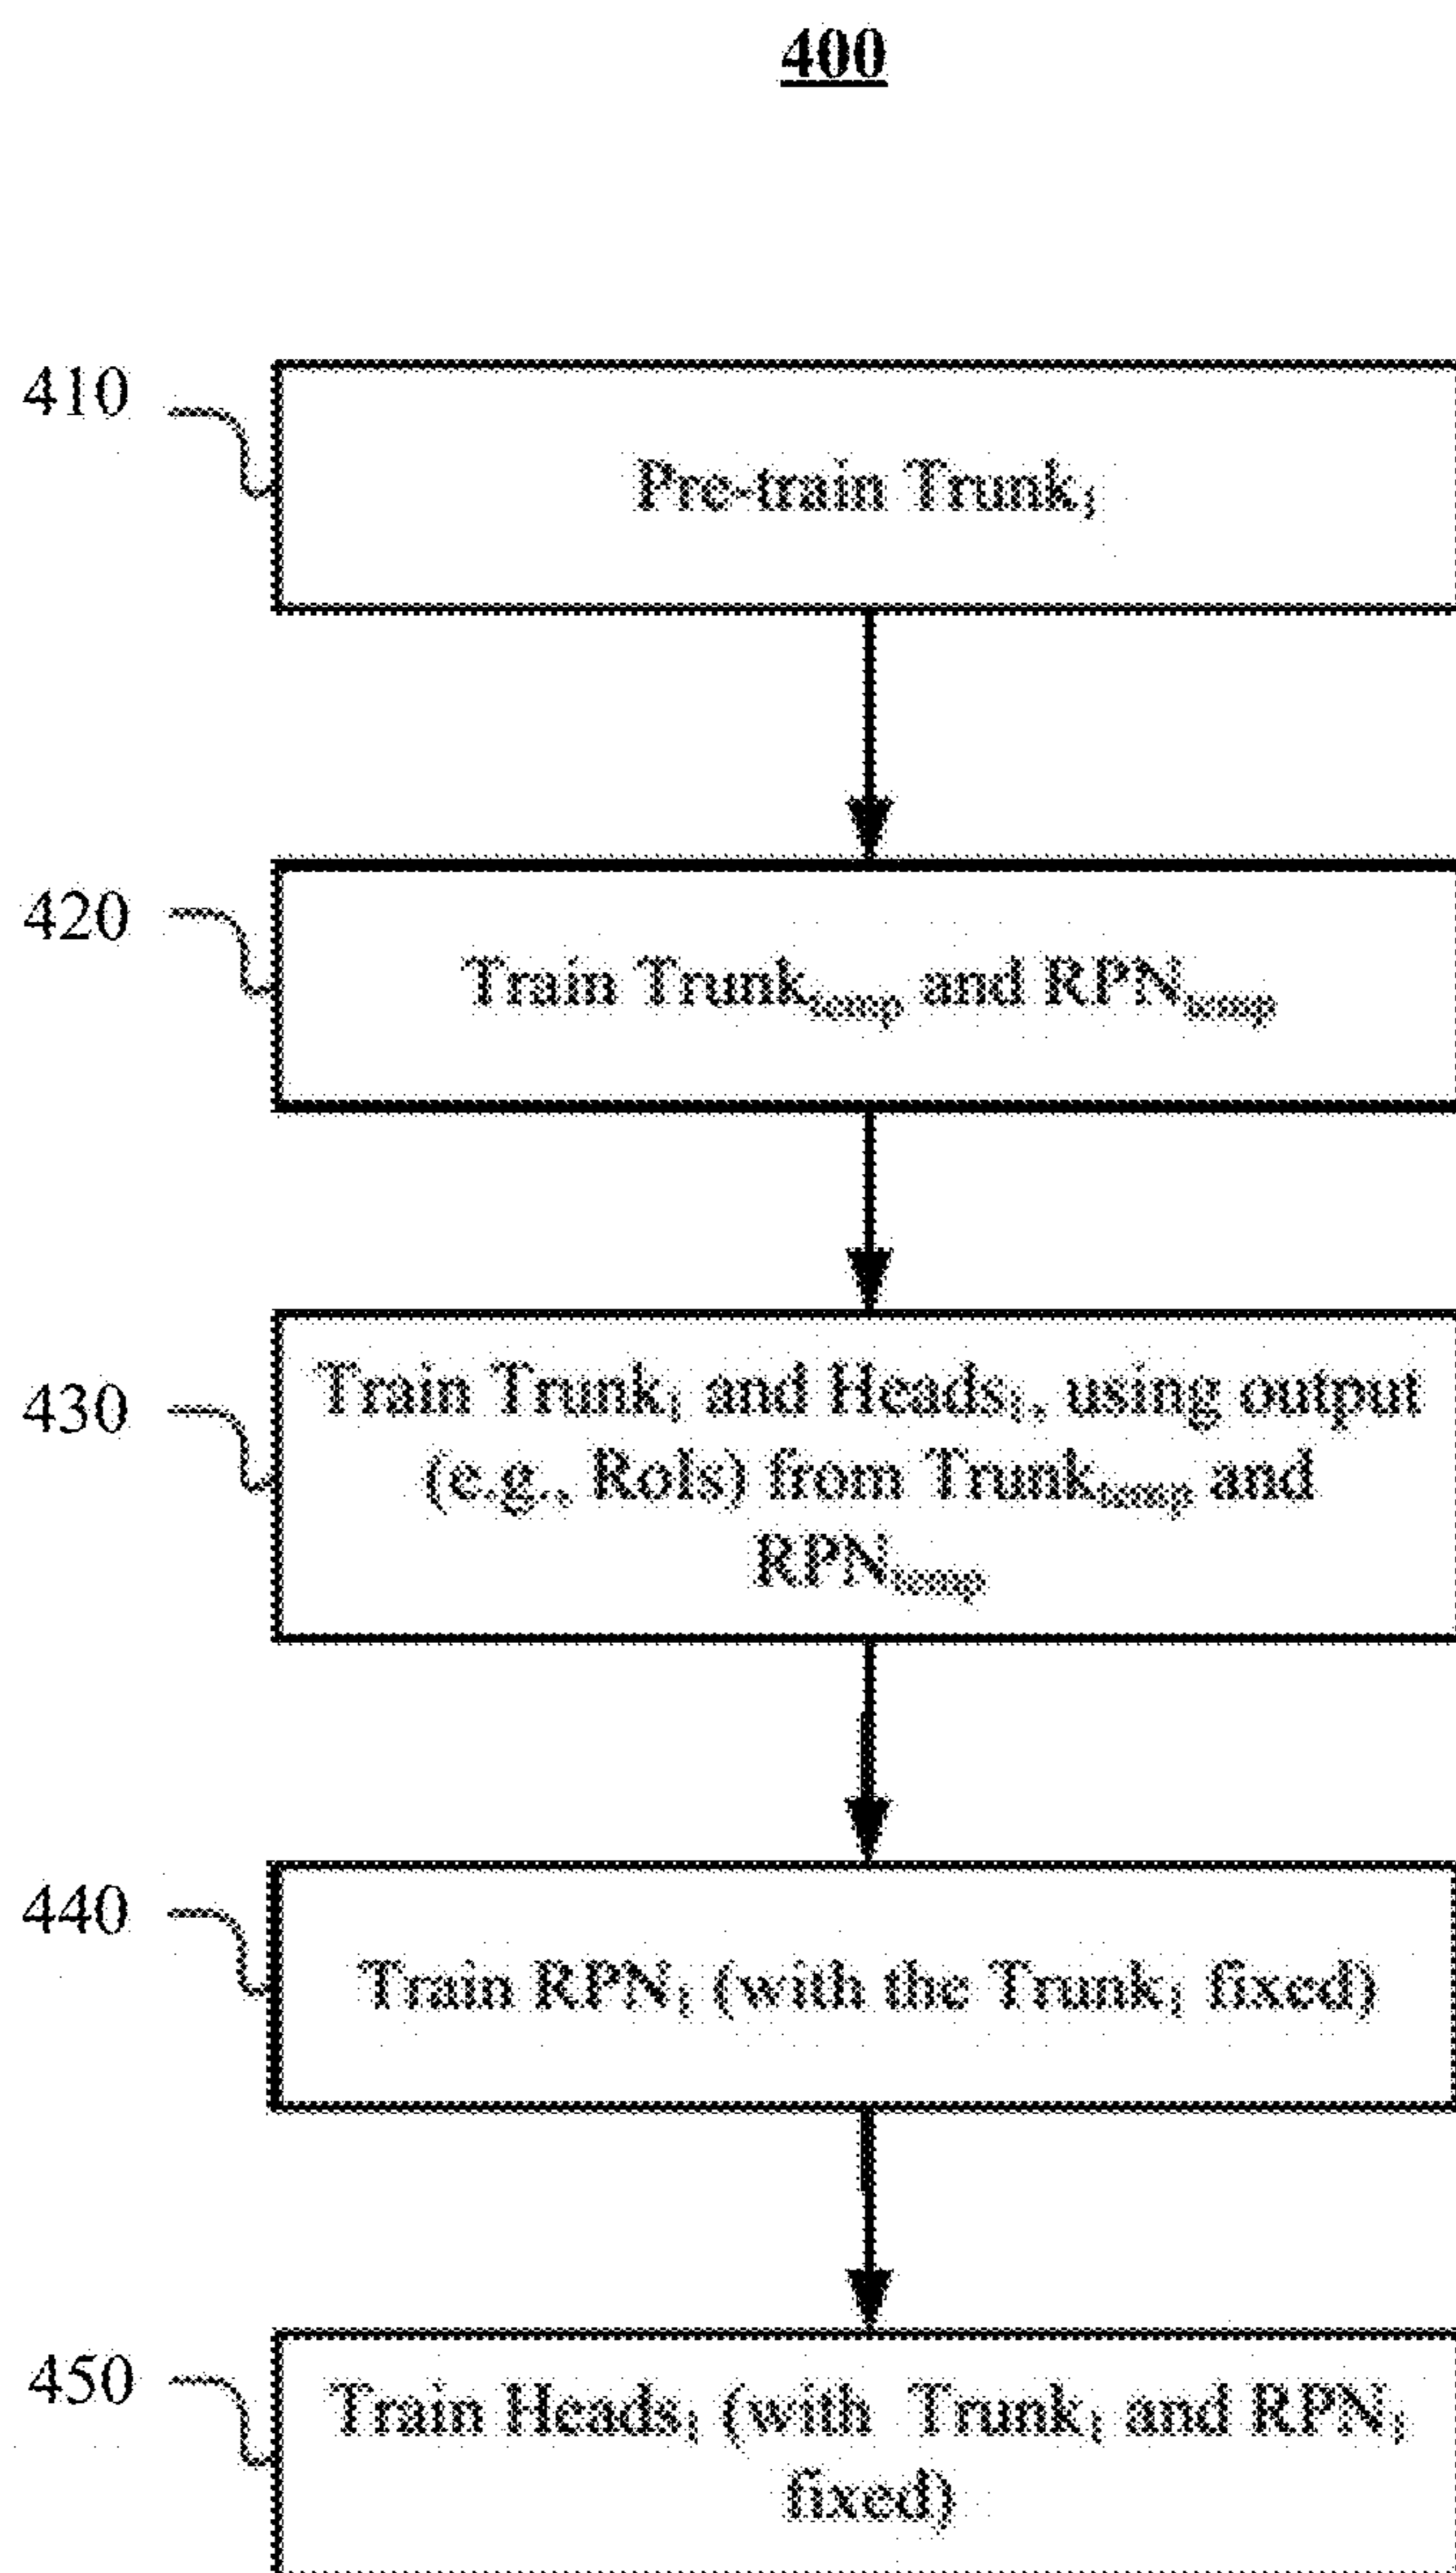 400
410
Pre-train Trunk₁
420
Train Trunktemp and RPNtemp
430
Train Trunk₁ and Heads₁, using output
(e.g., RoIs) from Trunktemp and
RPNtemp
440
Train RPN₁ (with the Trunk₁ fixed)
450
Train Heads₁ (with Trunk₁ and RPN₁
fixed)